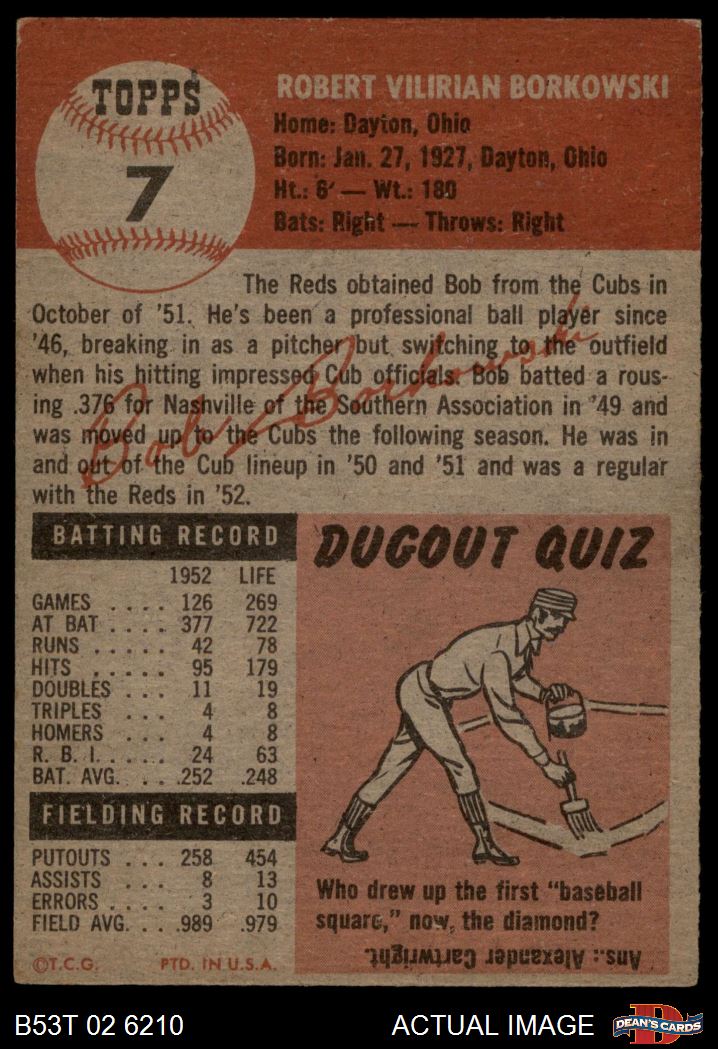 TOPPS
7
ROBERT VILIRIAN BORKOWSKI
Home: Dayton, Ohio
Born: Jan. 27, 1927, Dayton, Ohio
Ht.: 6' — Wt.: 180
Bats: Right — Throws: Right
The Reds obtained Bob from the Cubs in
October of '51. He's been a professional ball player since
'46, breaking in as a pitcher but switching to the outfield
when his hitting impressed Cub officials. Bob batted a rous-
ing .376 for Nashville of the Southern Association in '49 and
was moved up to the Cubs the following season. He was in
and out of the Cub lineup in '50 and '51 and was a regular
with the Reds in '52.
Bob Borkowski
BATTING RECORD
1952 LIFE
GAMES .... 126 269
AT BAT .... 377 722
RUNS ..... 42 78
HITS ..... 95 179
DOUBLES ... 11 19
TRIPLES ... 4 8
HOMERS ... 4 8
R. B. I. .... 24 63
BAT. AVG. ... .252 .248
FIELDING RECORD
PUTOUTS ... 258 454
ASSISTS ... 8 13
ERRORS .... 3 10
FIELD AVG. ... .989 .979
©T.C.G. PTD. IN U.S.A.
DUGOUT QUIZ
Who drew up the first "baseball
square," now, the diamond?
Ans.: Alexander Cartwright.
B53T 02 6210
ACTUAL IMAGE
D
DEAN'S CARDS